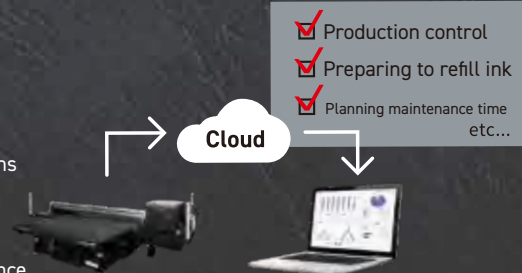 Production control
Preparing to refill ink
Planning maintenance time
etc...
Cloud